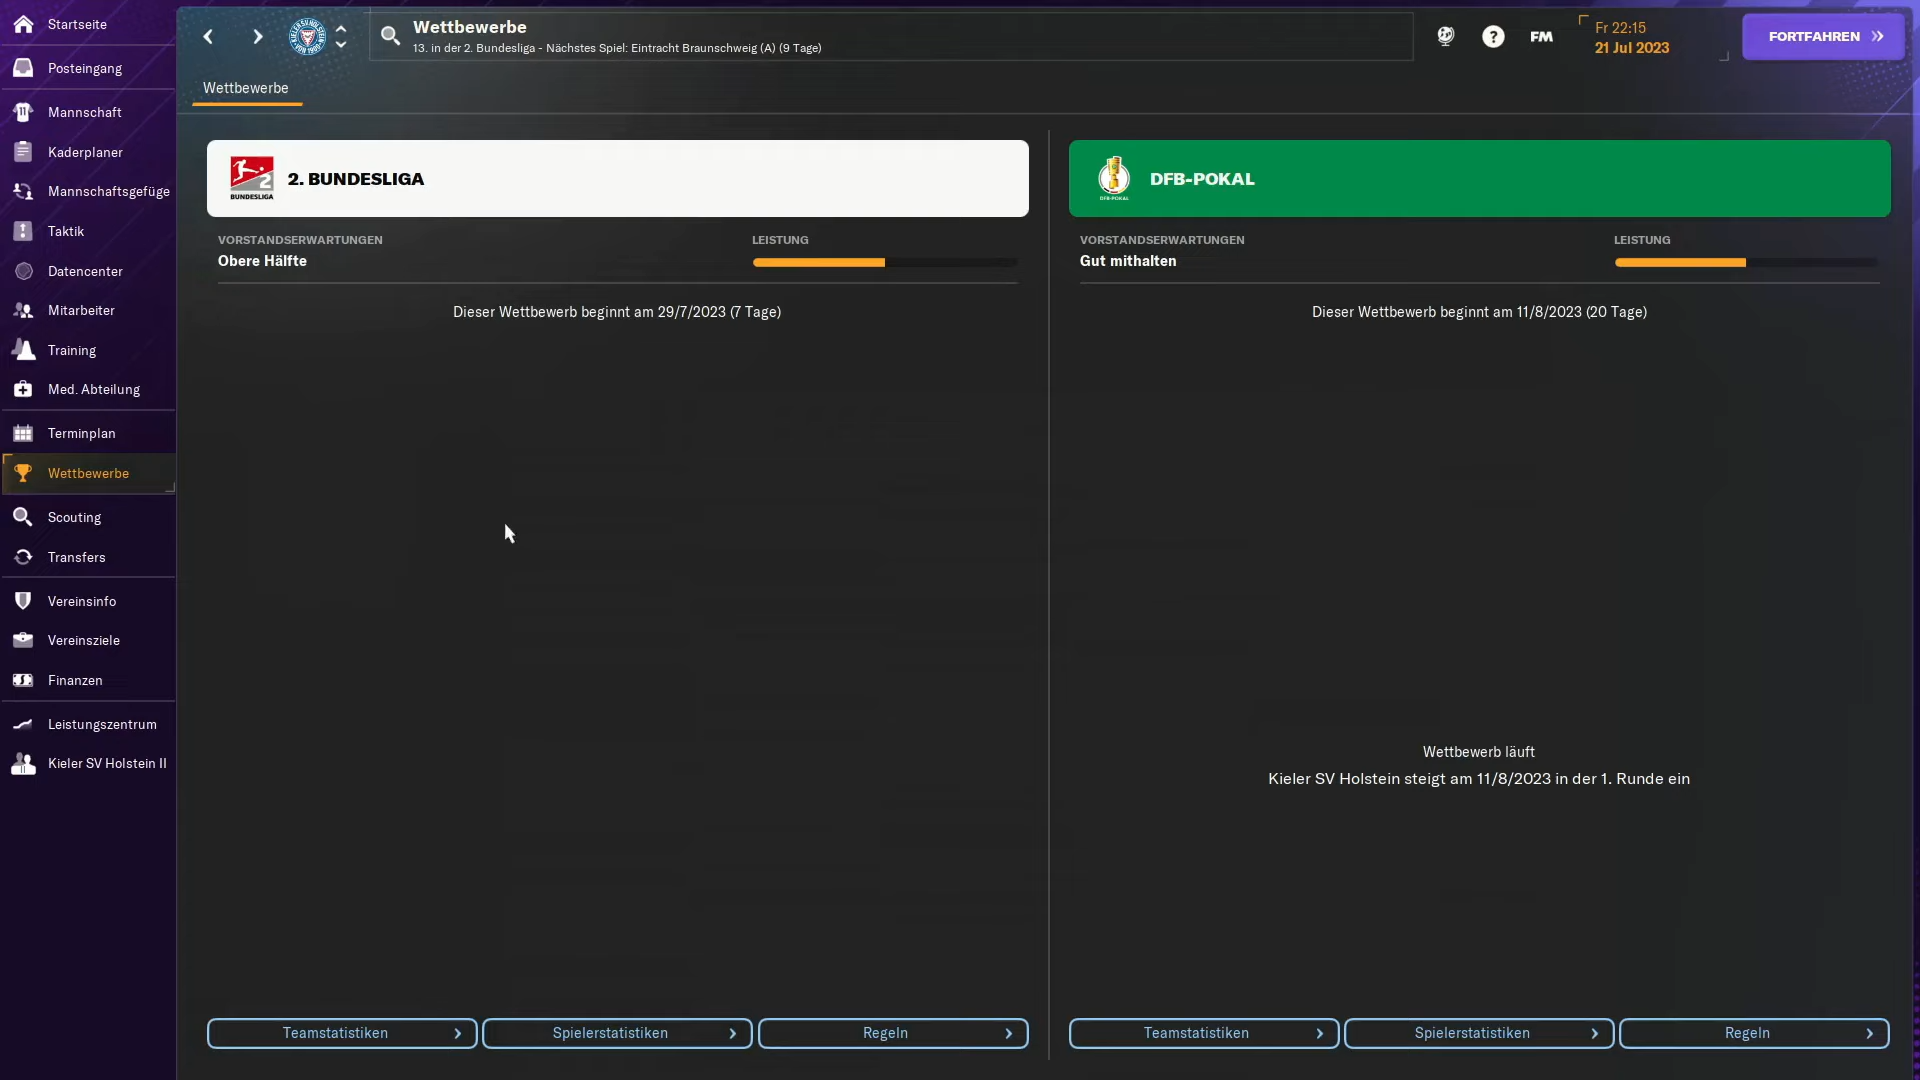 Startseite
Posteingang
Mannschaft
Kaderplaner
Mannschaftsgefüge
Taktik
Datencenter
Mitarbeiter
Training
Med. Abteilung
Terminplan
Wettbewerbe
Scouting
Transfers
Vereinsinfo
Vereinsziele
Finanzen
Leistungszentrum
Kieler SV Holstein II
Wettbewerbe
13. in der 2. Bundesliga - Nächstes Spiel: Eintracht Braunschweig (A) (9 Tage)
?
FM
Fr 22:15
21 Jul 2023
FORTFAHREN
Wettbewerbe
2
BUNDESLIGA
2. BUNDESLIGA
VORSTANDSERWARTUNGEN
Obere Hälfte
LEISTUNG
Dieser Wettbewerb beginnt am 29/7/2023 (7 Tage)
Teamstatistiken
Spielerstatistiken
Regeln
DFB-POKAL
DFB-POKAL
VORSTANDSERWARTUNGEN
Gut mithalten
LEISTUNG
Dieser Wettbewerb beginnt am 11/8/2023 (20 Tage)
Wettbewerb läuft
Kieler SV Holstein steigt am 11/8/2023 in der 1. Runde ein
Teamstatistiken
Spielerstatistiken
Regeln